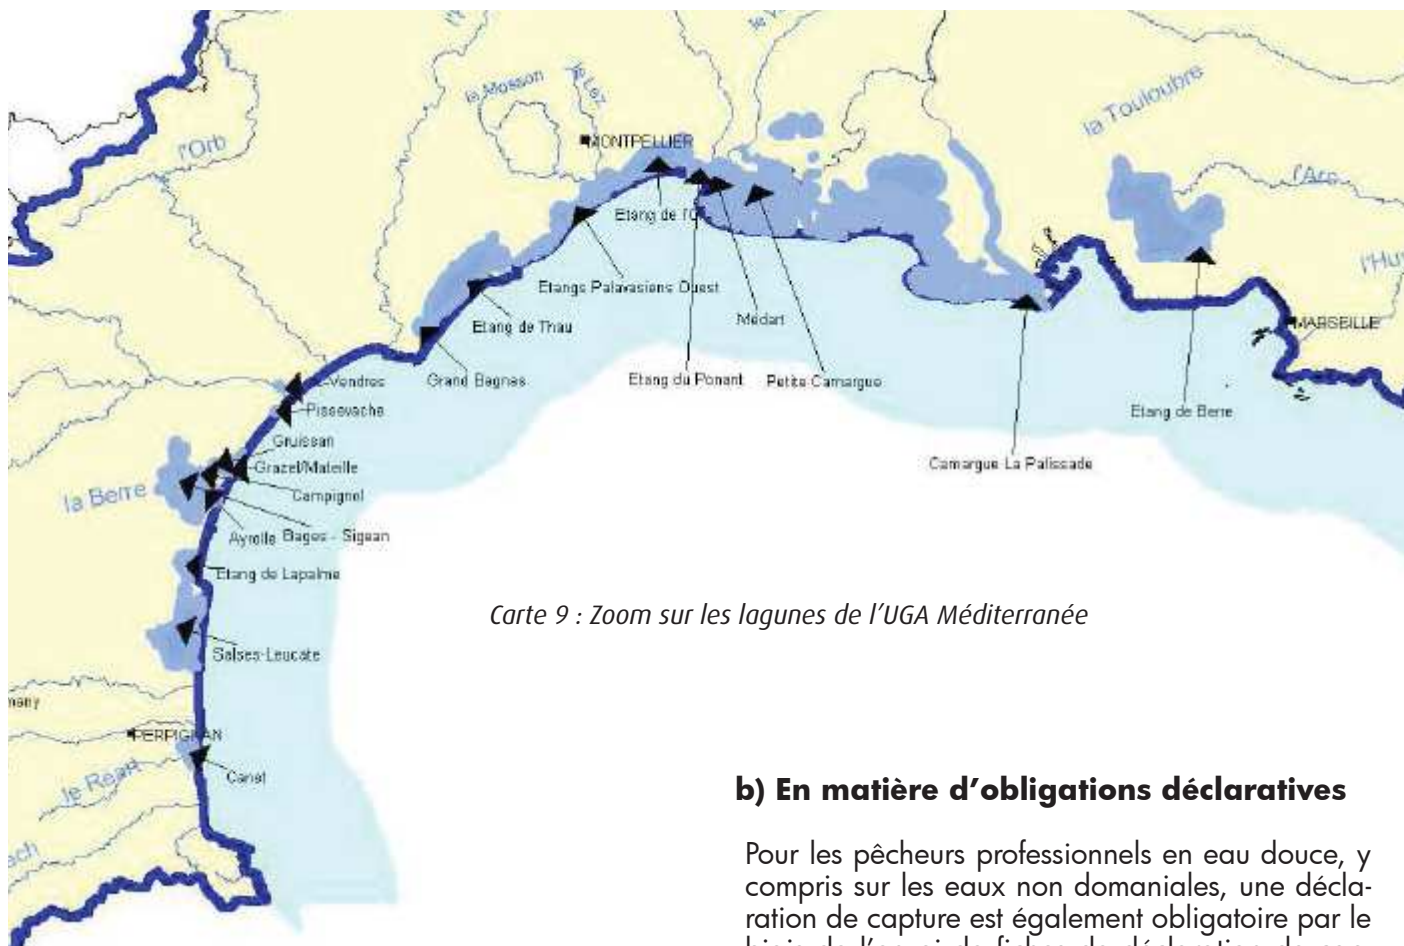 la Mosson
le Lez
la Touloubre
l'Orb
MONTPELLIER
l'Arc
Etang de l'O
l'Hu
Etangs Palavasiens Ouest
Etang de Thau
Médart
MARSEILLE
Vendres
Grand Bagnas
Etang du Ponant
Petite Camargue
Pissevache
Etang de Berre
Gruissan
Grazel/Mateille
Camargue La Palissade
la Berre
Campignol
Ayrolle
Bages - Sigean
Etang de Lapalme
Carte 9 : Zoom sur les lagunes de l'UGA Méditerranée
Salses-Leucate
PERPIGNAN
le Réart
Canet
b) En matière d'obligations déclaratives
Pour les pêcheurs professionnels en eau douce, y
compris sur les eaux non domaniales, une décla-
ration de capture est également obligatoire par le